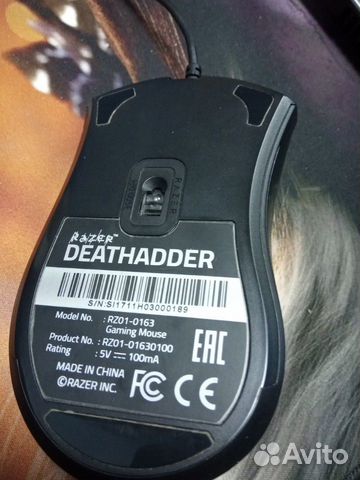 RAZER
RAZER™
DEATHADDER
S/N:SI1711H03000189
Model No. : RZ01-0163
Gaming Mouse
Product No. : RZ01-01630100
Rating : 5V ⎓ 100mA
MADE IN CHINA
©RAZER INC.
FC CE
EAC
Avito